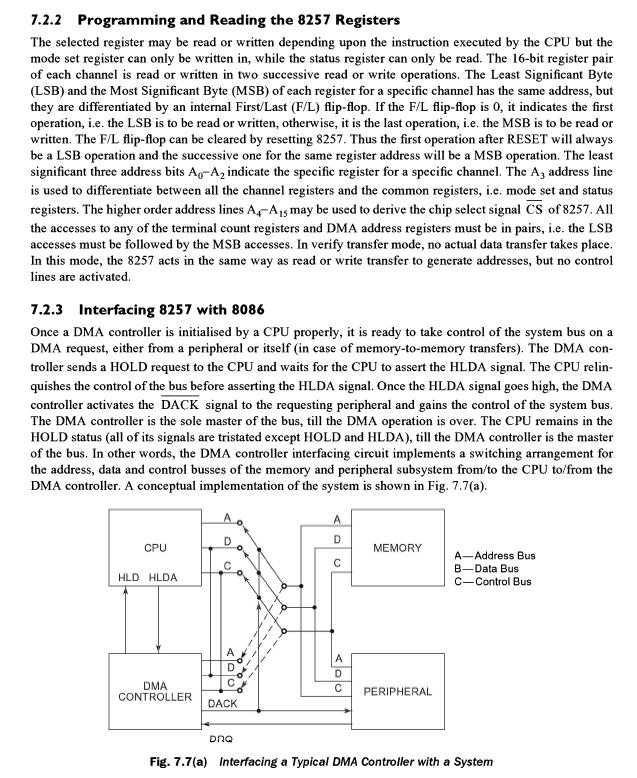 7.2.2 Programming and Reading the 8257 Registers
The selected register may be read or written depending upon the instruction executed by the CPU but the
mode set register can only be written in, while the status register can only be read. The 16-bit register pair
of each channel is read or written in two successive read or write operations. The Least Significant Byte
(LSB) and the Most Significant Byte (MSB) of each register for a specific channel has the same address, but
they are differentiated by an internal First/Last (F/L) flip-flop. If the F/L flip-flop is 0, it indicates the first
operation, i.e. the LSB is to be read or written, otherwise, it is the last operation, i.e. the MSB is to be read or
written. The F/L flip-flop can be cleared by resetting 8257. Thus the first operation after RESET will always
be a LSB operation and the successive one for the same register address will be a MSB operation. The least
significant three address bits A₀–A₂ indicate the specific register for a specific channel. The A₃ address line
is used to differentiate between all the channel registers and the common registers, i.e. mode set and status
registers. The higher order address lines A₄–A₁₅ may be used to derive the chip select signal C̅S̅ of 8257. All
the accesses to any of the terminal count registers and DMA address registers must be in pairs, i.e. the LSB
accesses must be followed by the MSB accesses. In verify transfer mode, no actual data transfer takes place.
In this mode, the 8257 acts in the same way as read or write transfer to generate addresses, but no control
lines are activated.
7.2.3 Interfacing 8257 with 8086
Once a DMA controller is initialised by a CPU properly, it is ready to take control of the system bus on a
DMA request, either from a peripheral or itself (in case of memory-to-memory transfers). The DMA con-
troller sends a HOLD request to the CPU and waits for the CPU to assert the HLDA signal. The CPU relin-
quishes the control of the bus before asserting the HLDA signal. Once the HLDA signal goes high, the DMA
controller activates the D̅A̅C̅K̅ signal to the requesting peripheral and gains the control of the system bus.
The DMA controller is the sole master of the bus, till the DMA operation is over. The CPU remains in the
HOLD status (all of its signals are tristated except HOLD and HLDA), till the DMA controller is the master
of the bus. In other words, the DMA controller interfacing circuit implements a switching arrangement for
the address, data and control busses of the memory and peripheral subsystem from/to the CPU to/from the
DMA controller. A conceptual implementation of the system is shown in Fig. 7.7(a).
CPU
HLD HLDA
A
D
C
A
D
C
MEMORY
A—Address Bus
B—Data Bus
C—Control Bus
DMA
CONTROLLER
A
D
C
DACK
DRQ
A
D
C
PERIPHERAL
Fig. 7.7(a) Interfacing a Typical DMA Controller with a System